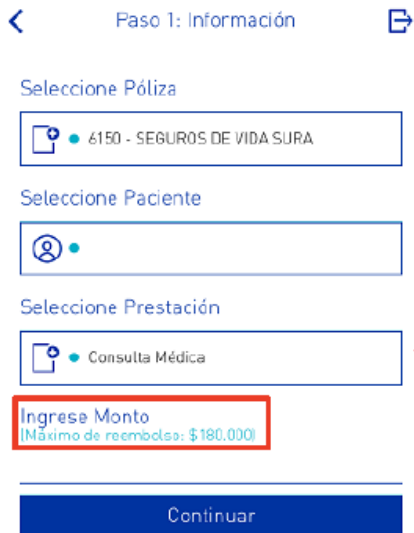 Paso 1: Información
Seleccione Póliza
6150 - SEGUROS DE VIDA SURA
Seleccione Paciente
Seleccione Prestación
Consulta Médica
Ingrese Monto
(Máximo de reembolso: $180.000)
Continuar